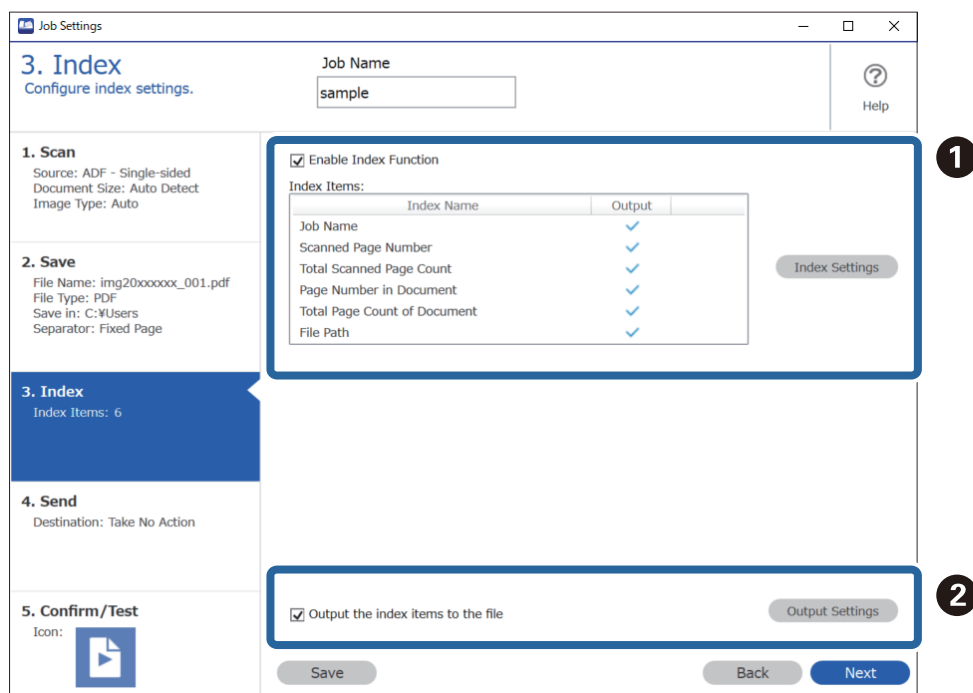 Job Settings
3. Index
Configure index settings.
Job Name
sample
Help
1. Scan
Source: ADF - Single-sided
Document Size: Auto Detect
Image Type: Auto
2. Save
File Name: img20xxxxxx_001.pdf
File Type: PDF
Save in: C:¥Users
Separator: Fixed Page
3. Index
Index Items: 6
4. Send
Destination: Take No Action
5. Confirm/Test
Icon:
1
Enable Index Function
Index Items:
Index Name Output
Job Name
Scanned Page Number
Total Scanned Page Count
Page Number in Document
Total Page Count of Document
File Path
Index Settings
2
Output the index items to the file
Output Settings
Save
Back
Next